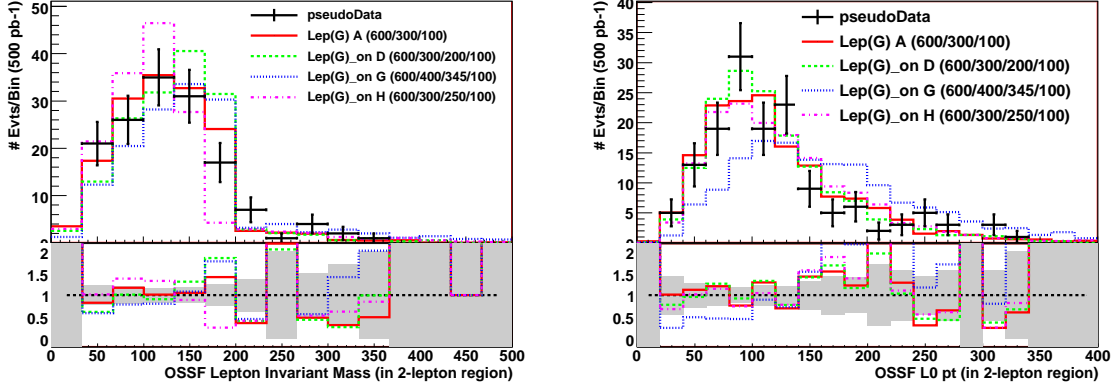 # Evts/Bin (500 pb-1)
50
40
30
20
10
2
1.5
1
0.5
0
pseudoData
Lep(G) A (600/300/100)
Lep(G)_on D (600/300/200/100)
Lep(G)_on G (600/400/345/100)
Lep(G)_on H (600/300/250/100)
0 50 100 150 200 250 300 350 400 450 500
OSSF Lepton Invariant Mass (in 2-lepton region)
# Evts/Bin (500 pb-1)
40
35
30
25
20
15
10
5
2
1.5
1
0.5
0
pseudoData
Lep(G) A (600/300/100)
Lep(G)_on D (600/300/200/100)
Lep(G)_on G (600/400/345/100)
Lep(G)_on H (600/300/250/100)
0 50 100 150 200 250 300 350 400
OSSF L0 pt (in 2-lepton region)